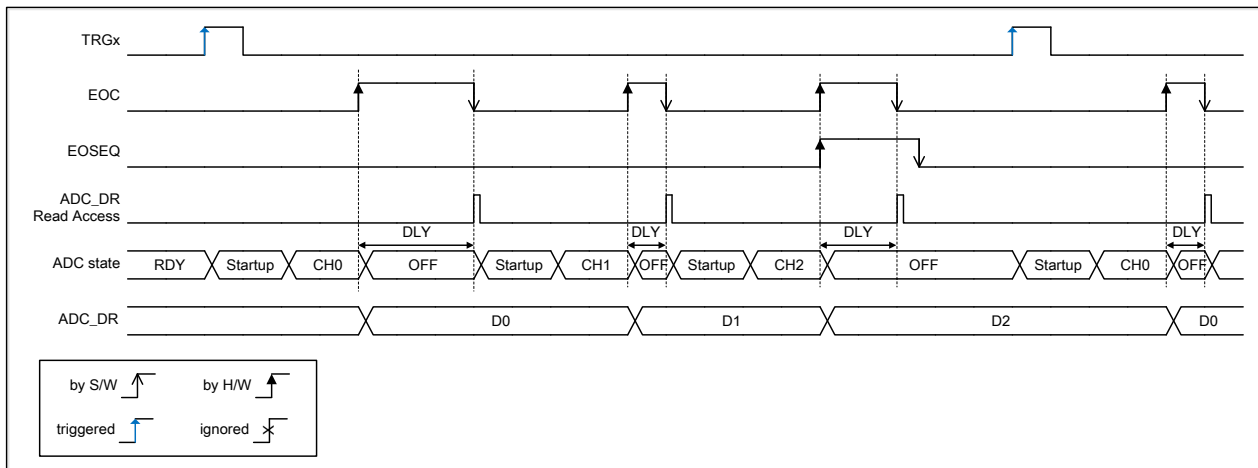 TRGx
EOC
EOSEQ
ADC_DR
Read Access
DLY DLY DLY DLY
ADC state RDY Startup CH0 OFF Startup CH1 OFF Startup CH2 OFF Startup CH0 OFF
ADC_DR D0 D1 D2 D0
by S/W by H/W
triggered ignored